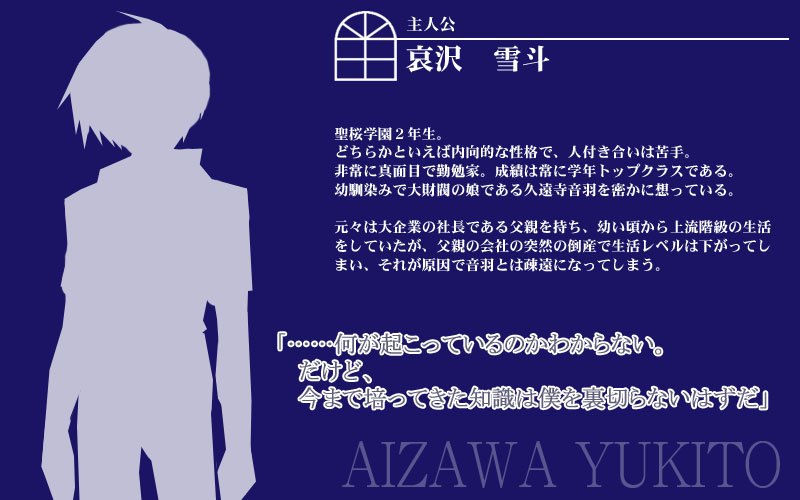 主人公
哀沢　雪斗
聖桜学園２年生。
どちらかといえば内向的な性格で、人付き合いは苦手。
非常に真面目で勤勉家。成績は常に学年トップクラスである。
幼馴染みで大財閥の娘である久遠寺音羽を密かに想っている。
元々は大企業の社長である父親を持ち、幼い頃から上流階級の生活
をしていたが、父親の会社の突然の倒産で生活レベルは下がってし
まい、それが原因で音羽とは疎遠になってしまう。
「……何が起こっているのかわからない。
だけど、
今まで培ってきた知識は僕を裏切らないはずだ」
AIZAWA YUKITO